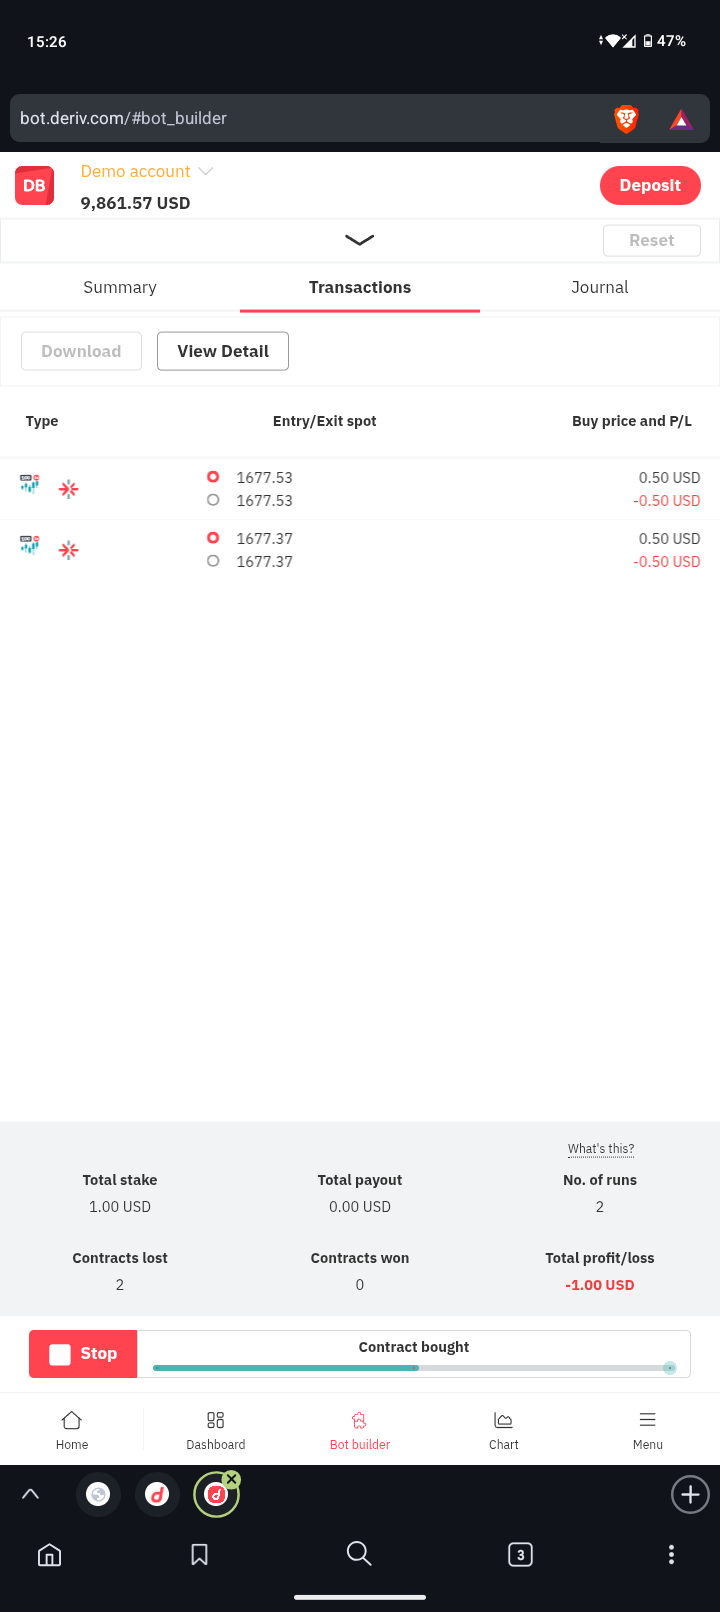 15:26
47%
bot.deriv.com/#bot_builder
DB
Demo account
9,861.57 USD
Deposit
Reset
Summary
Transactions
Journal
Download
View Detail
Type
Entry/Exit spot
Buy price and P/L
1677.53
0.50 USD
1677.53
-0.50 USD
1677.37
0.50 USD
1677.37
-0.50 USD
What's this?
Total stake
Total payout
No. of runs
1.00 USD
0.00 USD
2
Contracts lost
Contracts won
Total profit/loss
2
0
-1.00 USD
Stop
Contract bought
Home
Dashboard
Bot builder
Chart
Menu
3